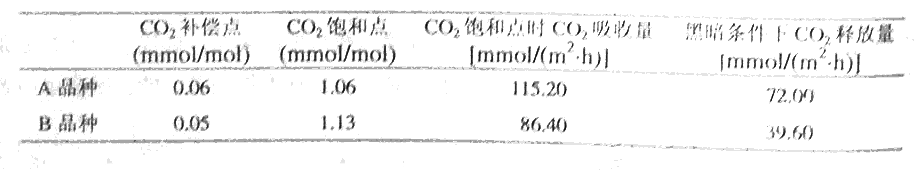 CO₂补偿点 CO₂饱和点 CO₂饱和点时CO₂吸收量 黑暗条件下CO₂释放量
(mmol/mol) (mmol/mol) [mmol/(m²·h)] [mmol/(m²·h)]
A品种 0.06 1.06 115.20 72.00
B品种 0.05 1.13 86.40 39.60